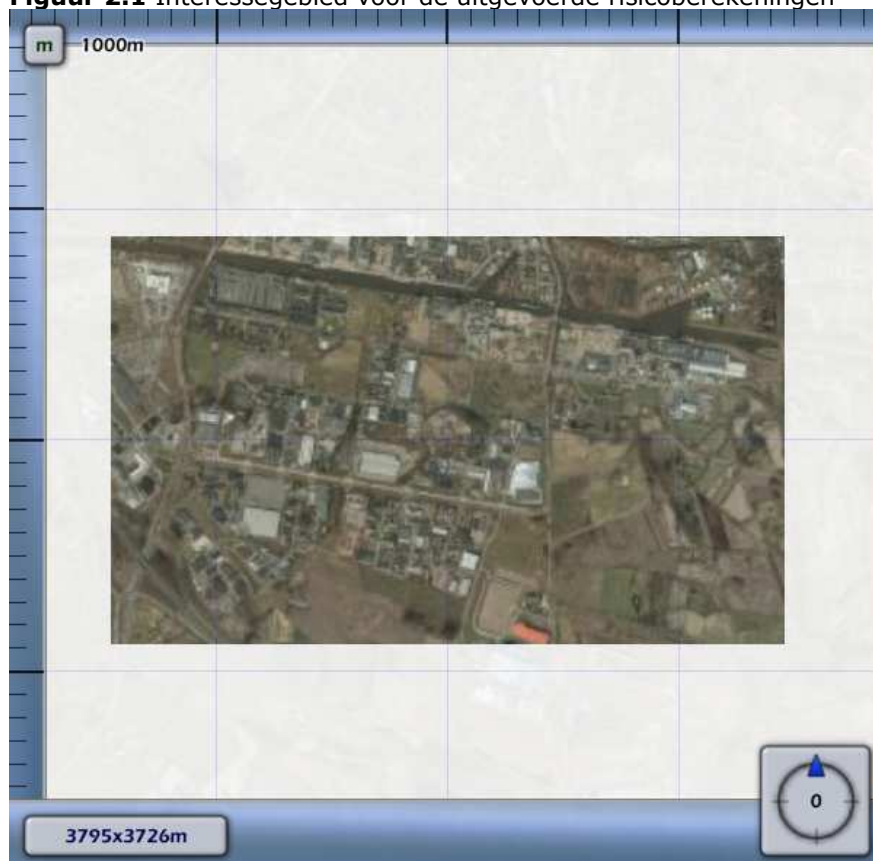 Figuur 2.1 Interessegebied voor de uitgevoerde risicoberekeningen
m 1000m
3795x3726m
0